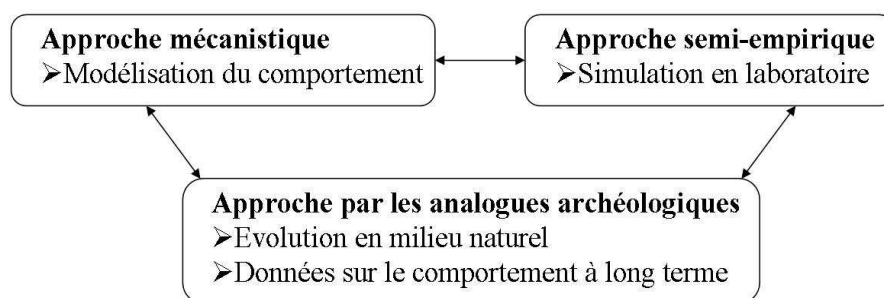 Approche mécanistique
➢Modélisation du comportement
Approche semi-empirique
➢Simulation en laboratoire
Approche par les analogues archéologiques
➢Evolution en milieu naturel
➢Données sur le comportement à long terme